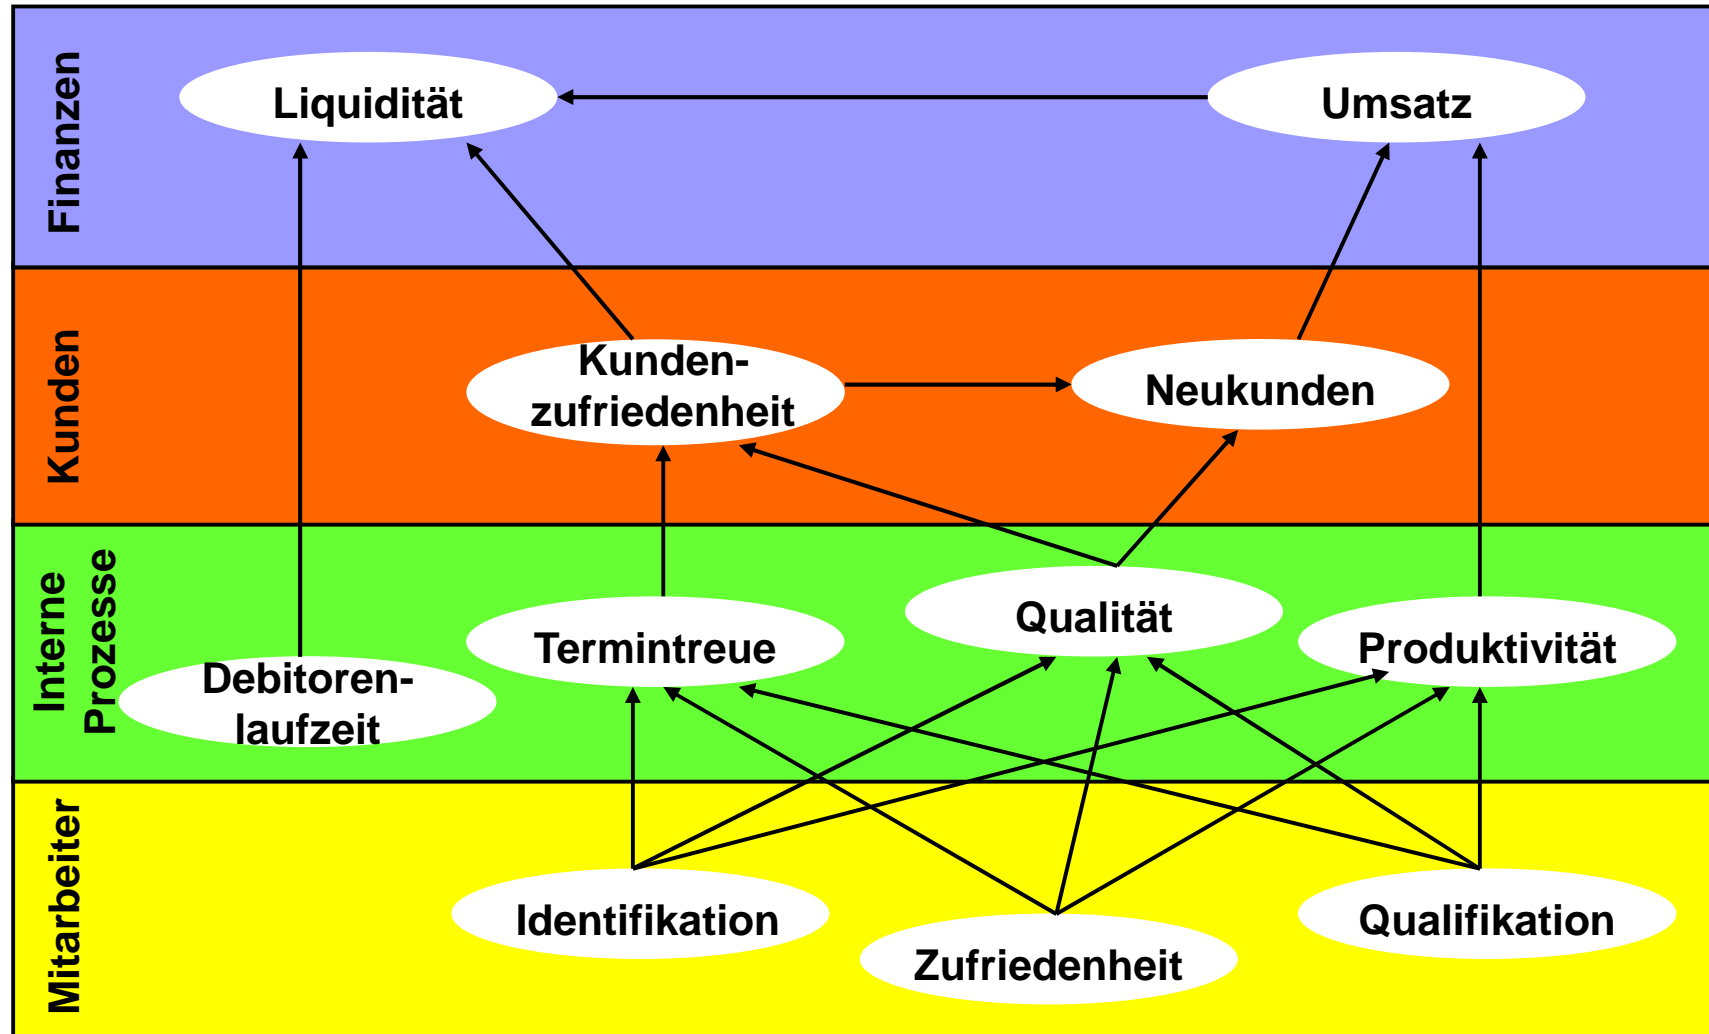 Finanzen
Liquidität
Umsatz
Kunden
Kunden-
zufriedenheit
Neukunden
Interne
Prozesse
Debitoren-
laufzeit
Termintreue
Qualität
Produktivität
Mitarbeiter
Identifikation
Zufriedenheit
Qualifikation